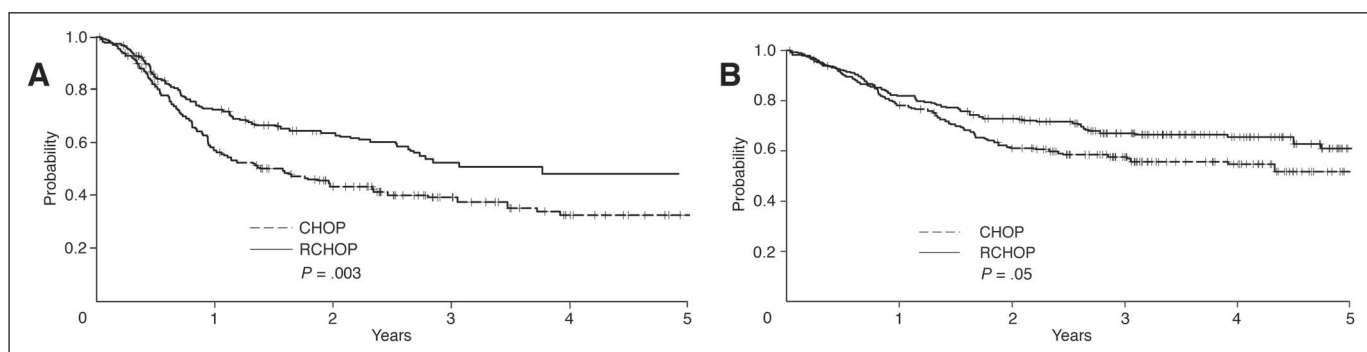 A
1.0
0.8
0.6
0.4
0.2
0
Probability
CHOP
RCHOP
P = .003
1 2 3 4 5
Years
B
1.0
0.8
0.6
0.4
0.2
0
Probability
CHOP
RCHOP
P = .05
1 2 3 4 5
Years